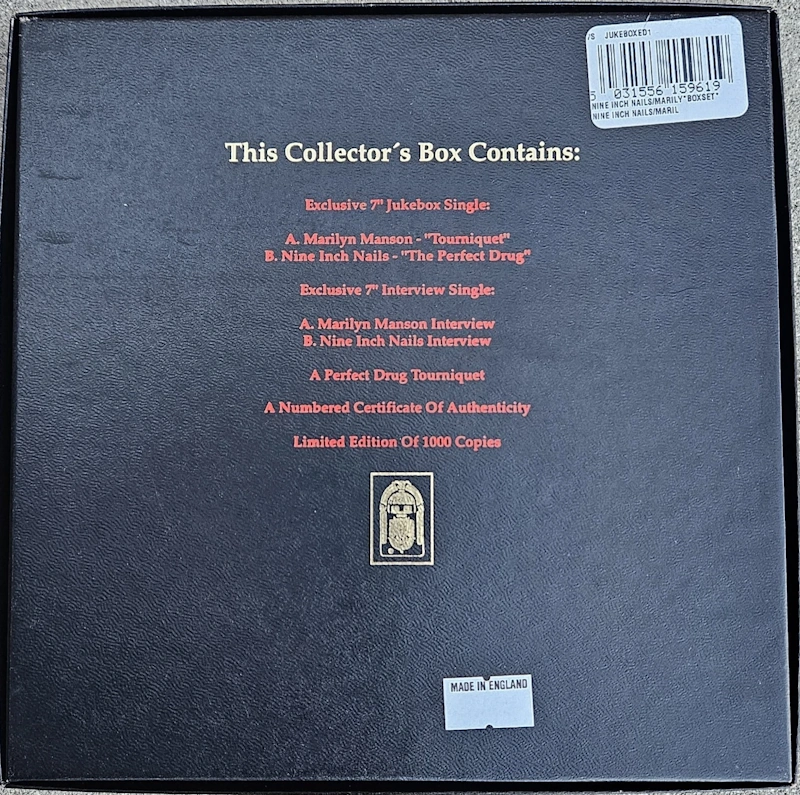 /S JUKEBOXED1
5 031556 159619
NINE INCH NAILS/MARILY"BOXSET"
NINE INCH NAILS/MARIL
This Collector´s Box Contains:
Exclusive 7" Jukebox Single:
A. Marilyn Manson - "Tourniquet"
B. Nine Inch Nails - "The Perfect Drug"
Exclusive 7" Interview Single:
A. Marilyn Manson Interview
B. Nine Inch Nails Interview
A Perfect Drug Tourniquet
A Numbered Certificate Of Authenticity
Limited Edition Of 1000 Copies
MADE IN ENGLAND